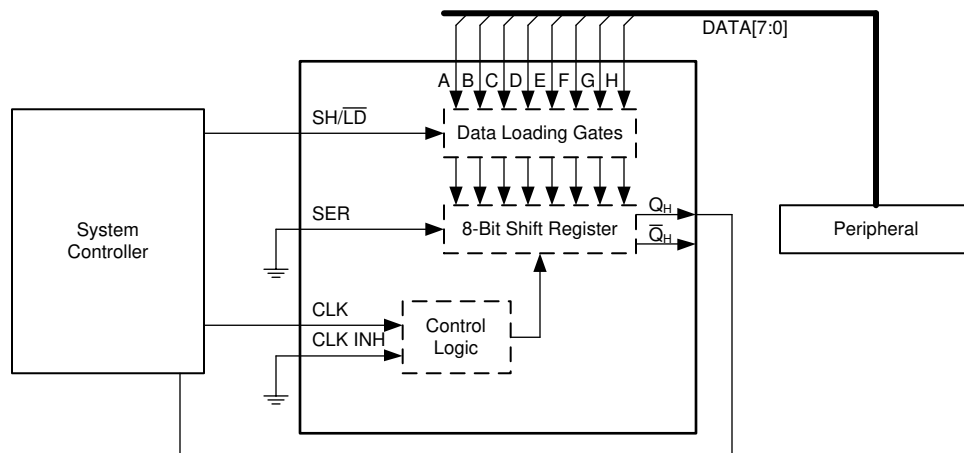 DATA[7:0]
A B C D E F G H
SH/L̅D̅
Data Loading Gates
System
Controller
SER
8-Bit Shift Register
Q_H
Q̅_H
Peripheral
CLK
CLK INH
Control
Logic